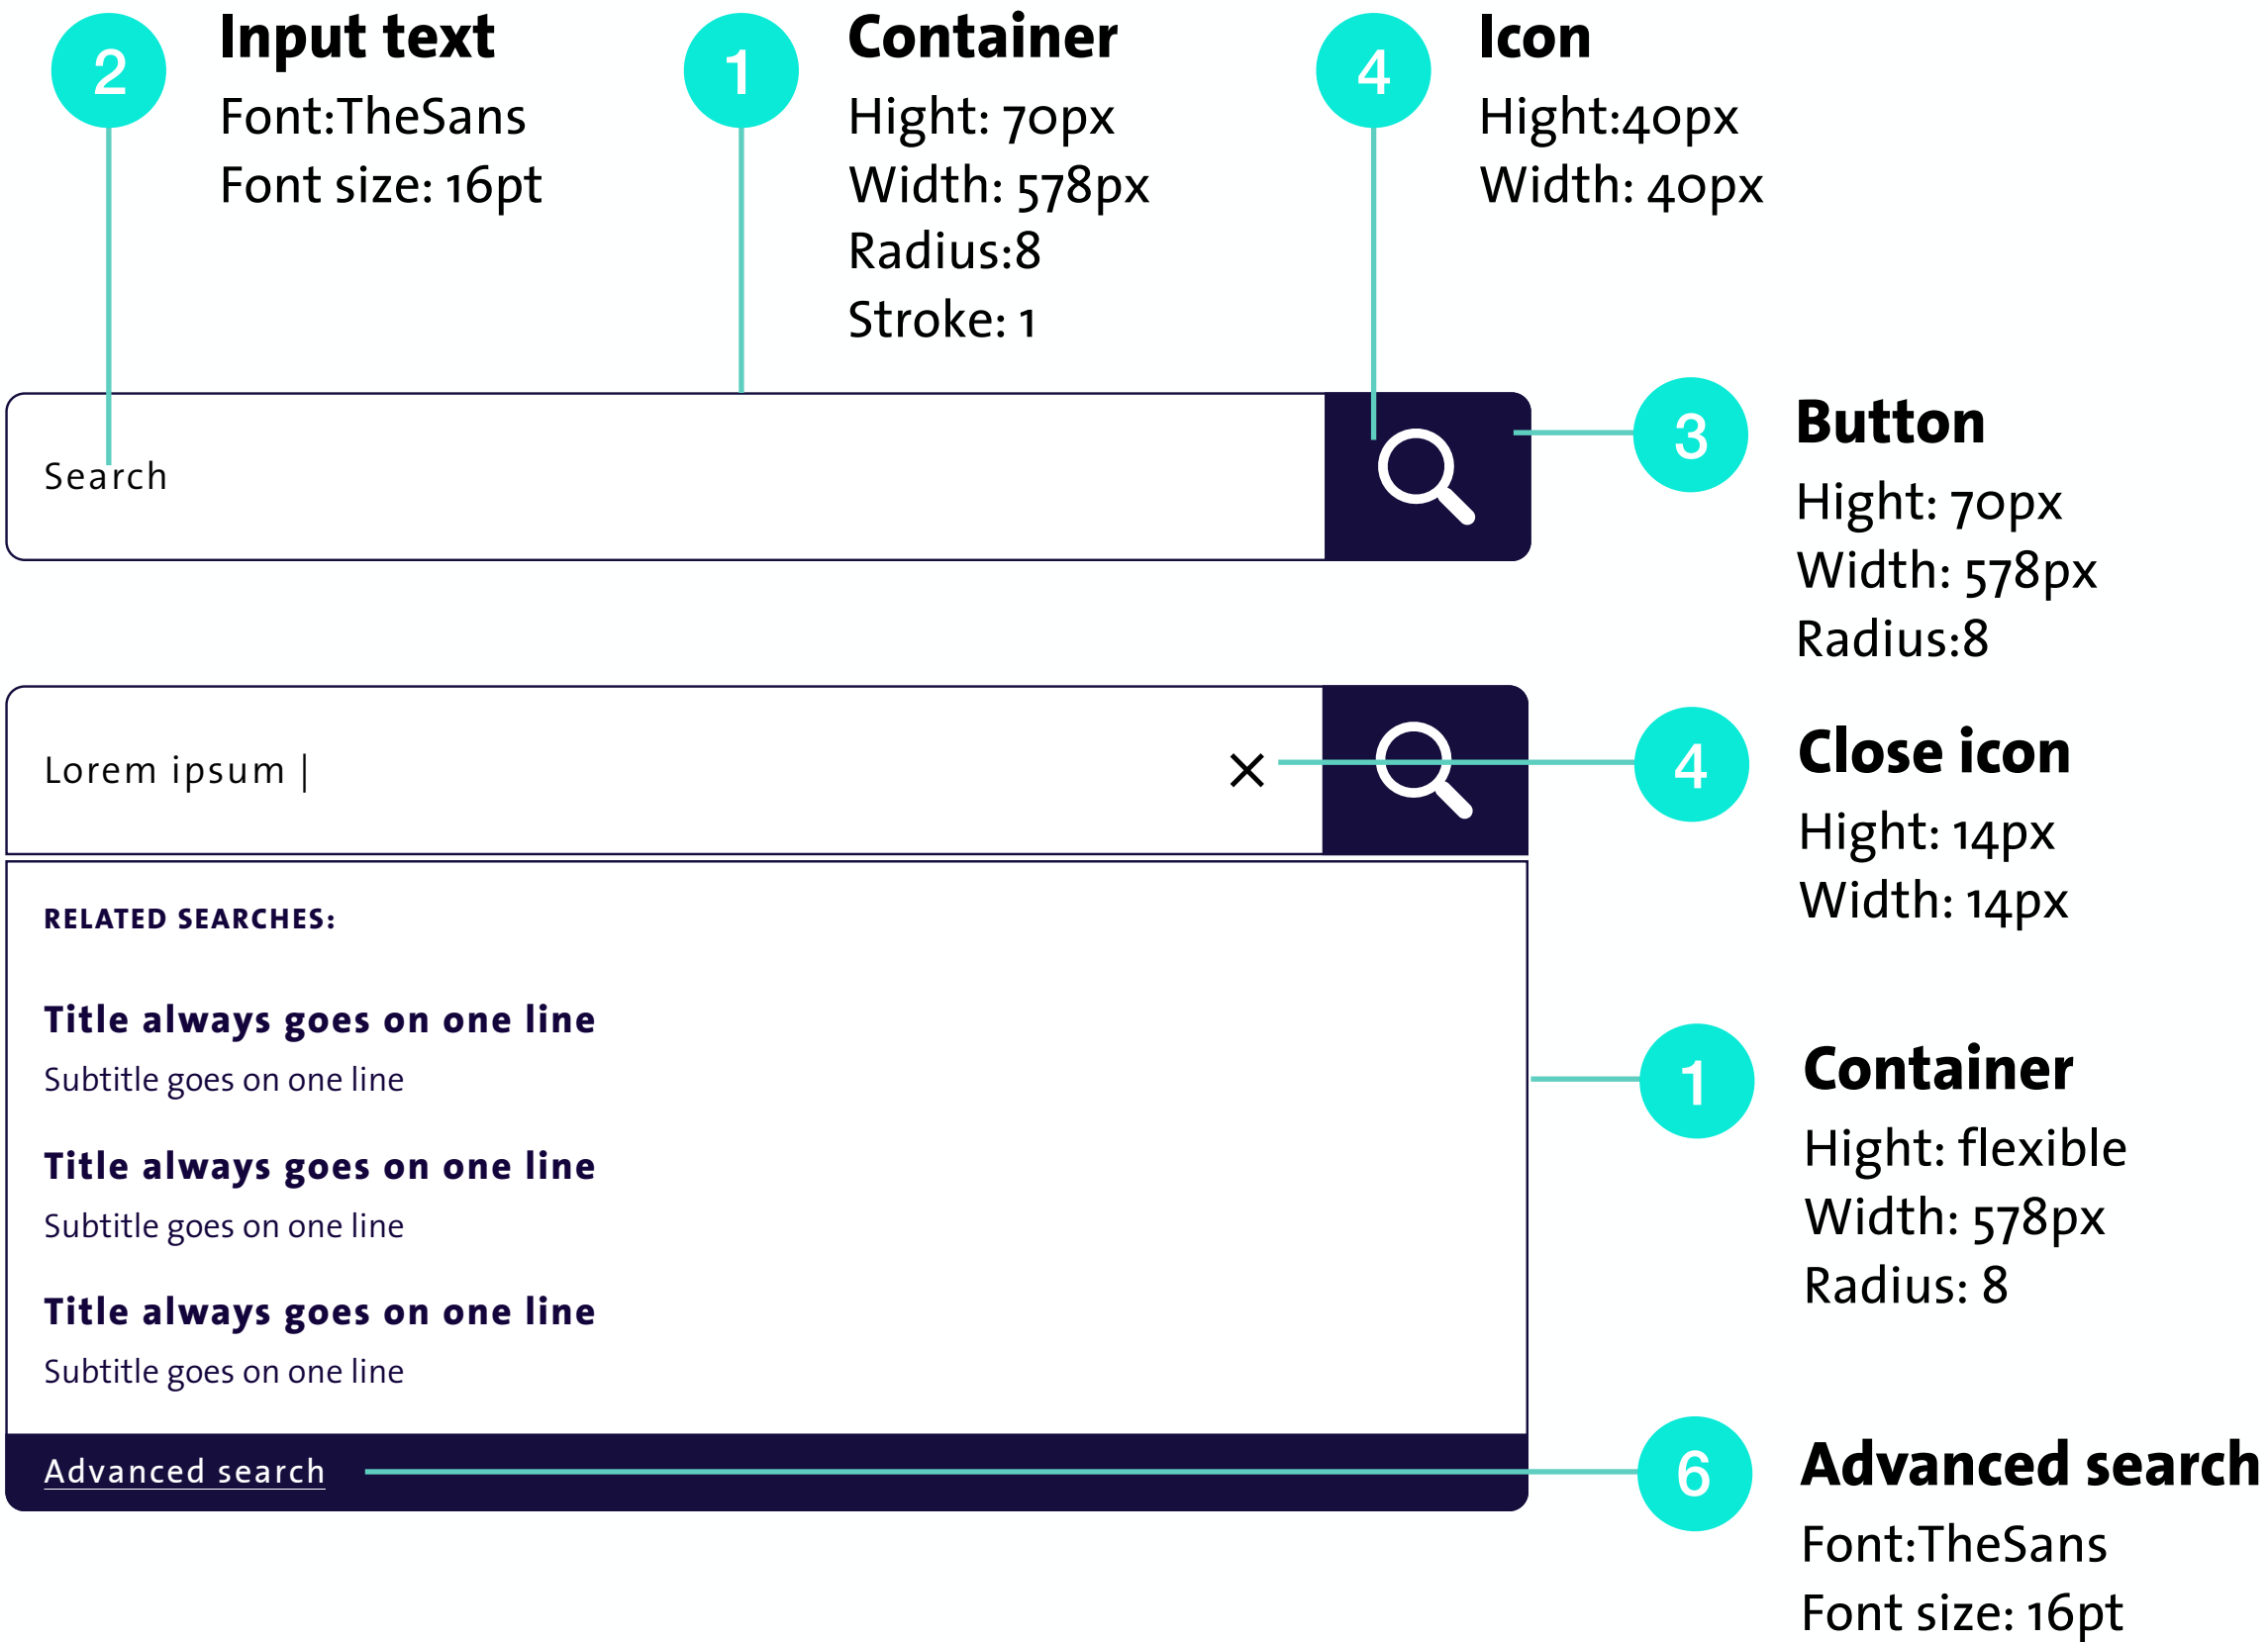 2
Input text
Font:TheSans
Font size: 16pt
1
Container
Hight: 70px
Width: 578px
Radius:8
Stroke: 1
4
Icon
Hight:40px
Width: 40px
Search
3
Button
Hight: 70px
Width: 578px
Radius:8
Lorem ipsum |
4
Close icon
Hight: 14px
Width: 14px
RELATED SEARCHES:
Title always goes on one line
Subtitle goes on one line
Title always goes on one line
Subtitle goes on one line
Title always goes on one line
Subtitle goes on one line
1
Container
Hight: flexible
Width: 578px
Radius: 8
Advanced search
6
Advanced search
Font:TheSans
Font size: 16pt